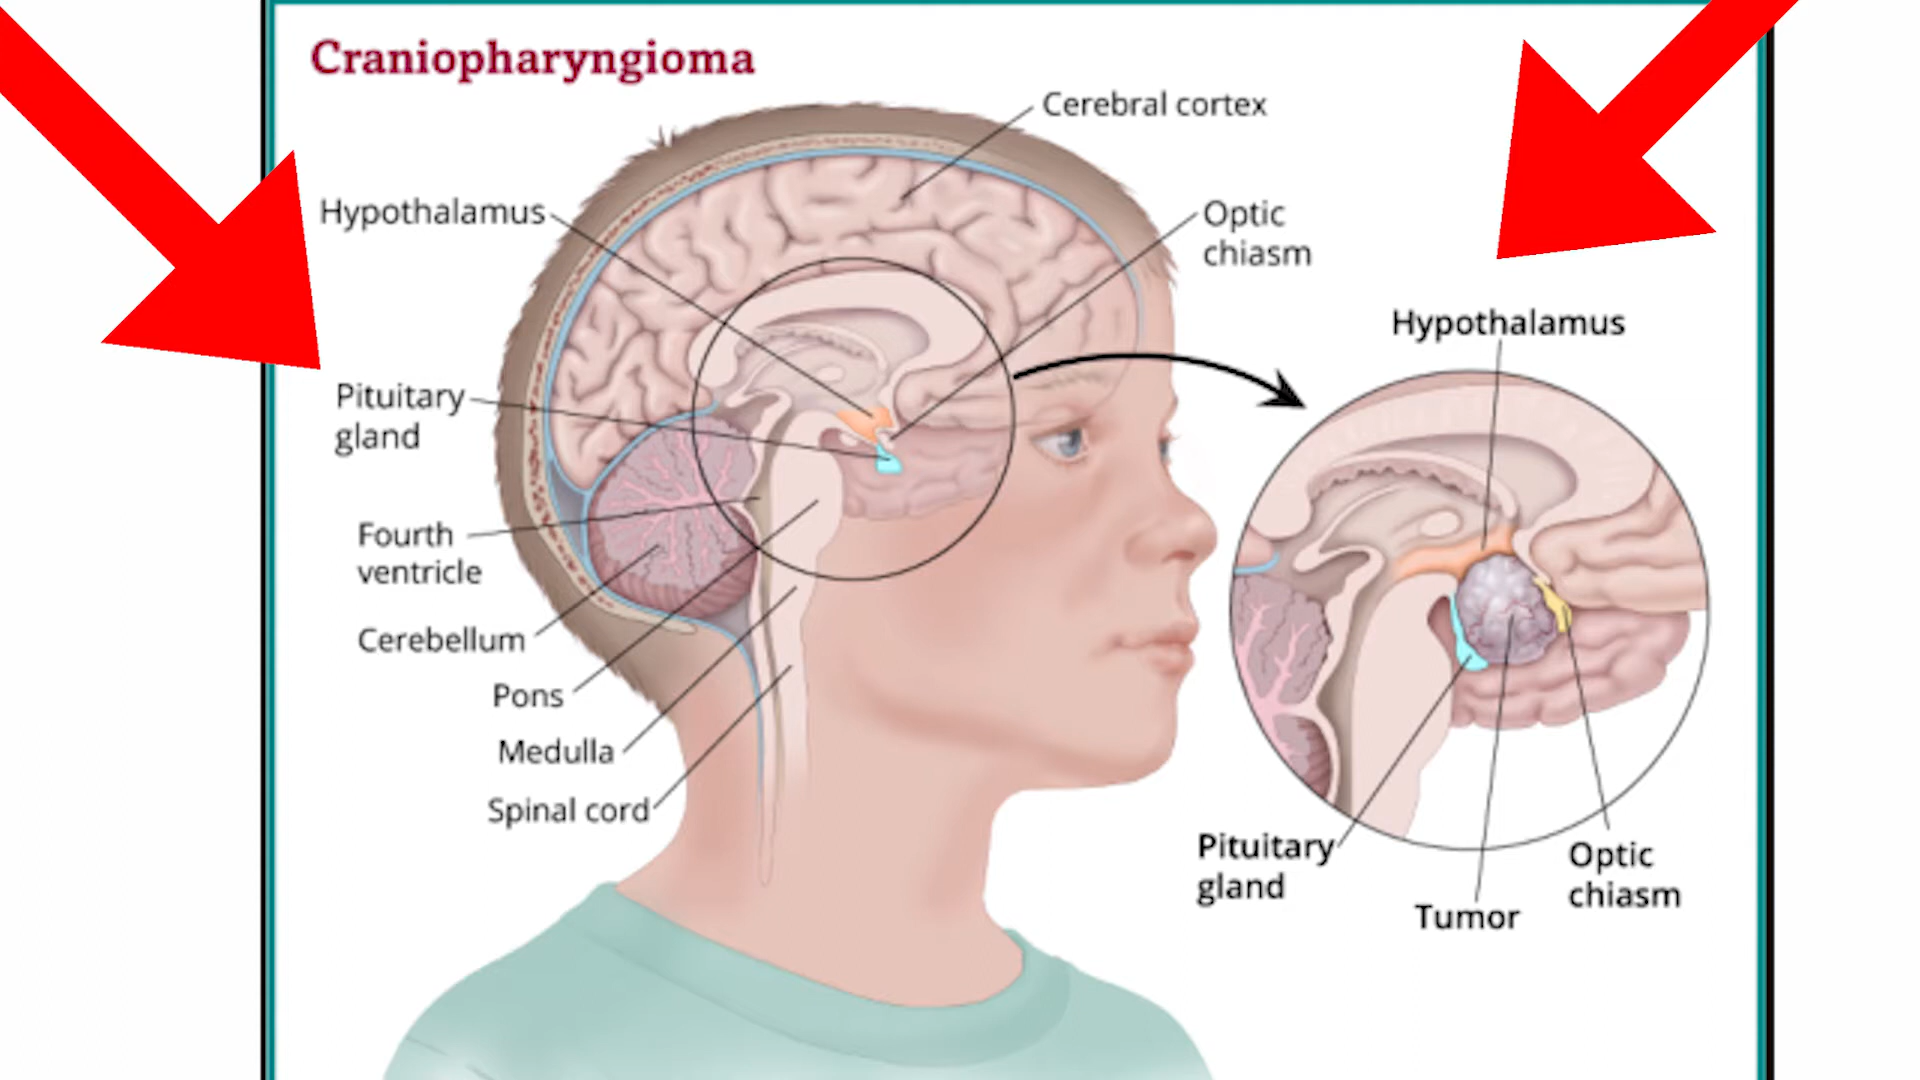 Craniopharyngioma
Cerebral cortex
Hypothalamus
Optic
chiasm
Pituitary
gland
Fourth
ventricle
Cerebellum
Pons
Medulla
Spinal cord
Hypothalamus
Pituitary
gland
Tumor
Optic
chiasm